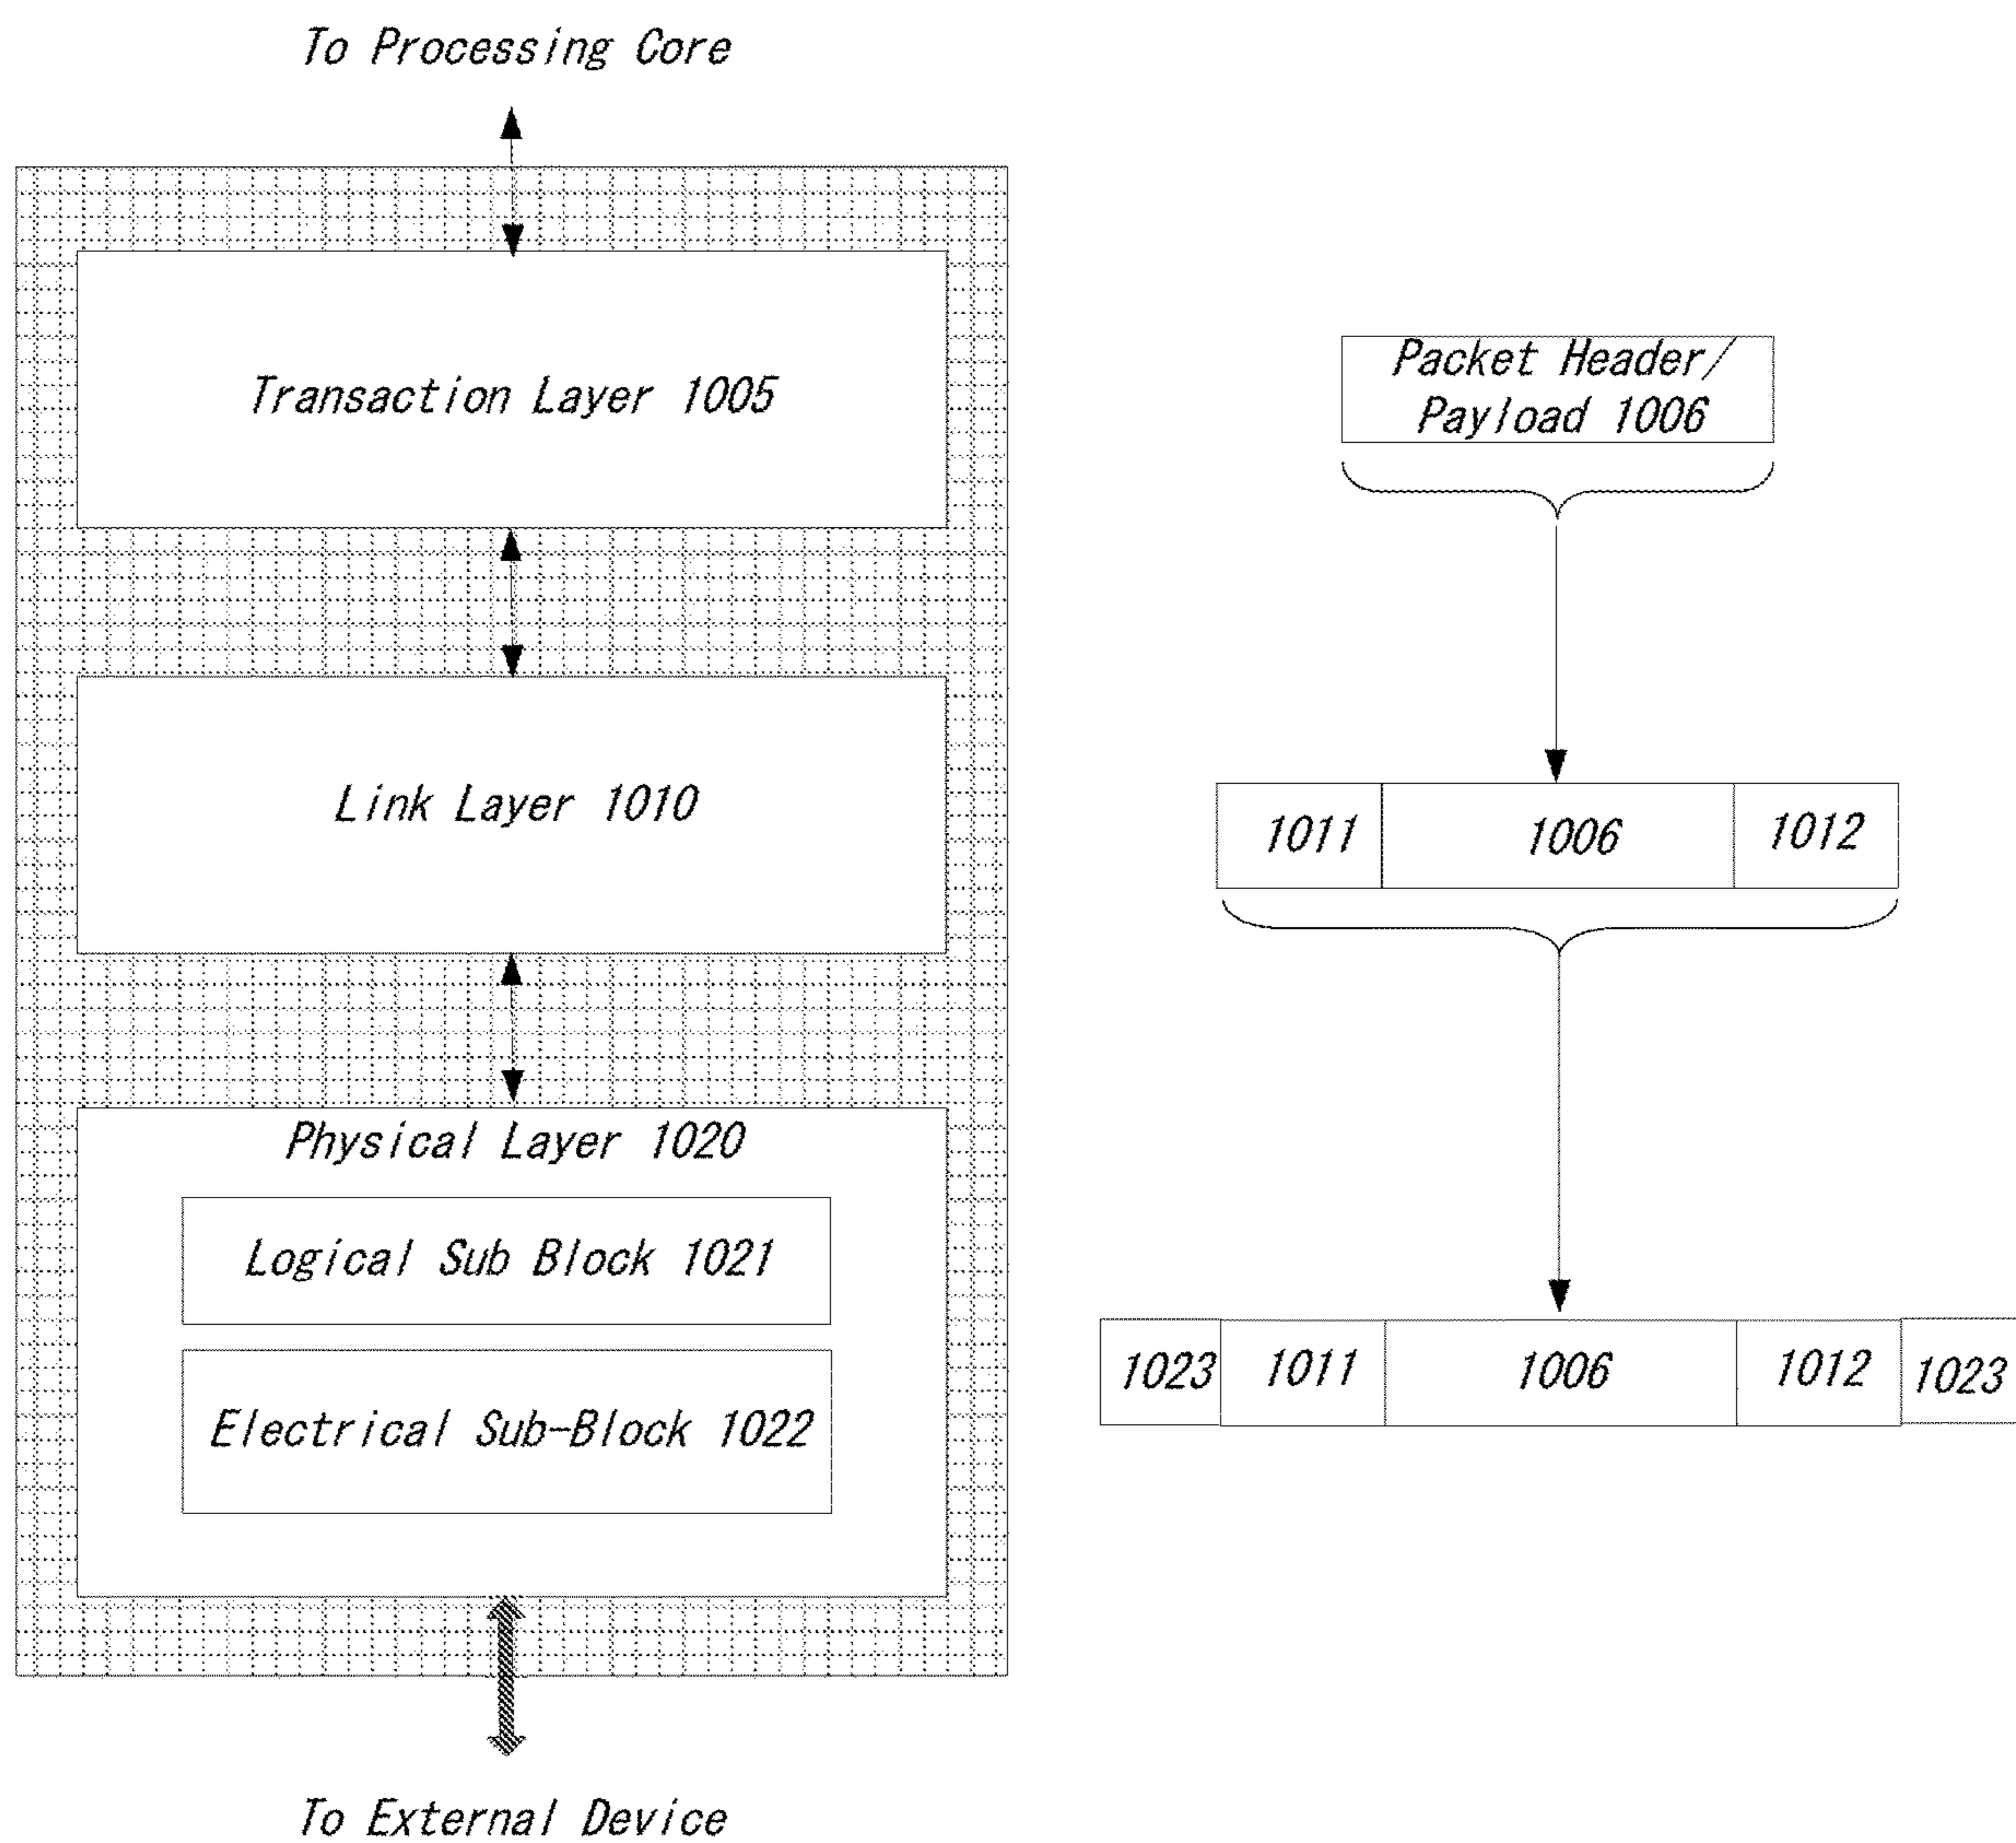 To Processing Core
Transaction Layer 1005
Packet Header/
Payload 1006
Link Layer 1010
1011 1006 1012
Physical Layer 1020
Logical Sub Block 1021
Electrical Sub-Block 1022
1023 1011 1006 1012 1023
To External Device